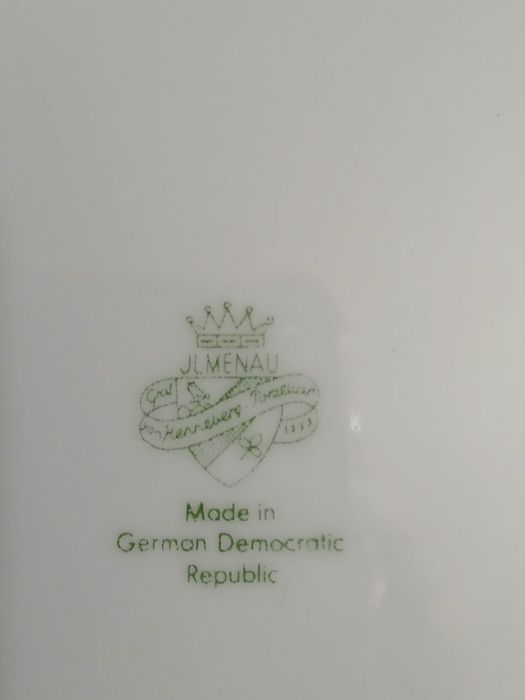 JLMENAU
Graf
von Henneberg Porzellan
1777
Made in
German Democratic
Republic